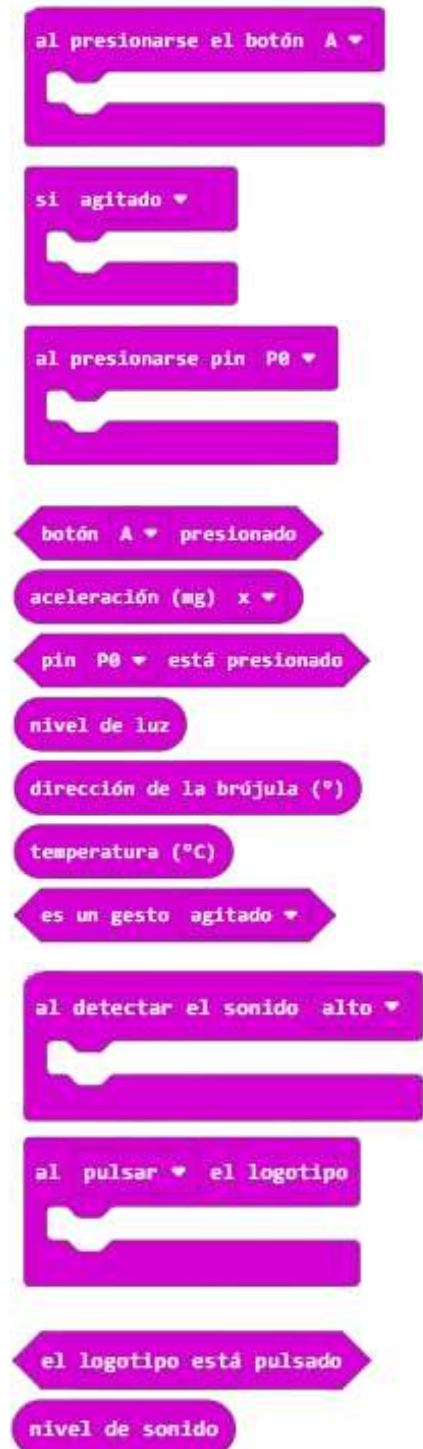 al presionarse el botón A
si agitado
al presionarse pin P0
botón A presionado
aceleración (mg) x
pin P0 está presionado
nivel de luz
dirección de la brújula (°)
temperatura (°C)
es un gesto agitado
al detectar el sonido alto
al pulsar el logotipo
el logotipo está pulsado
nivel de sonido